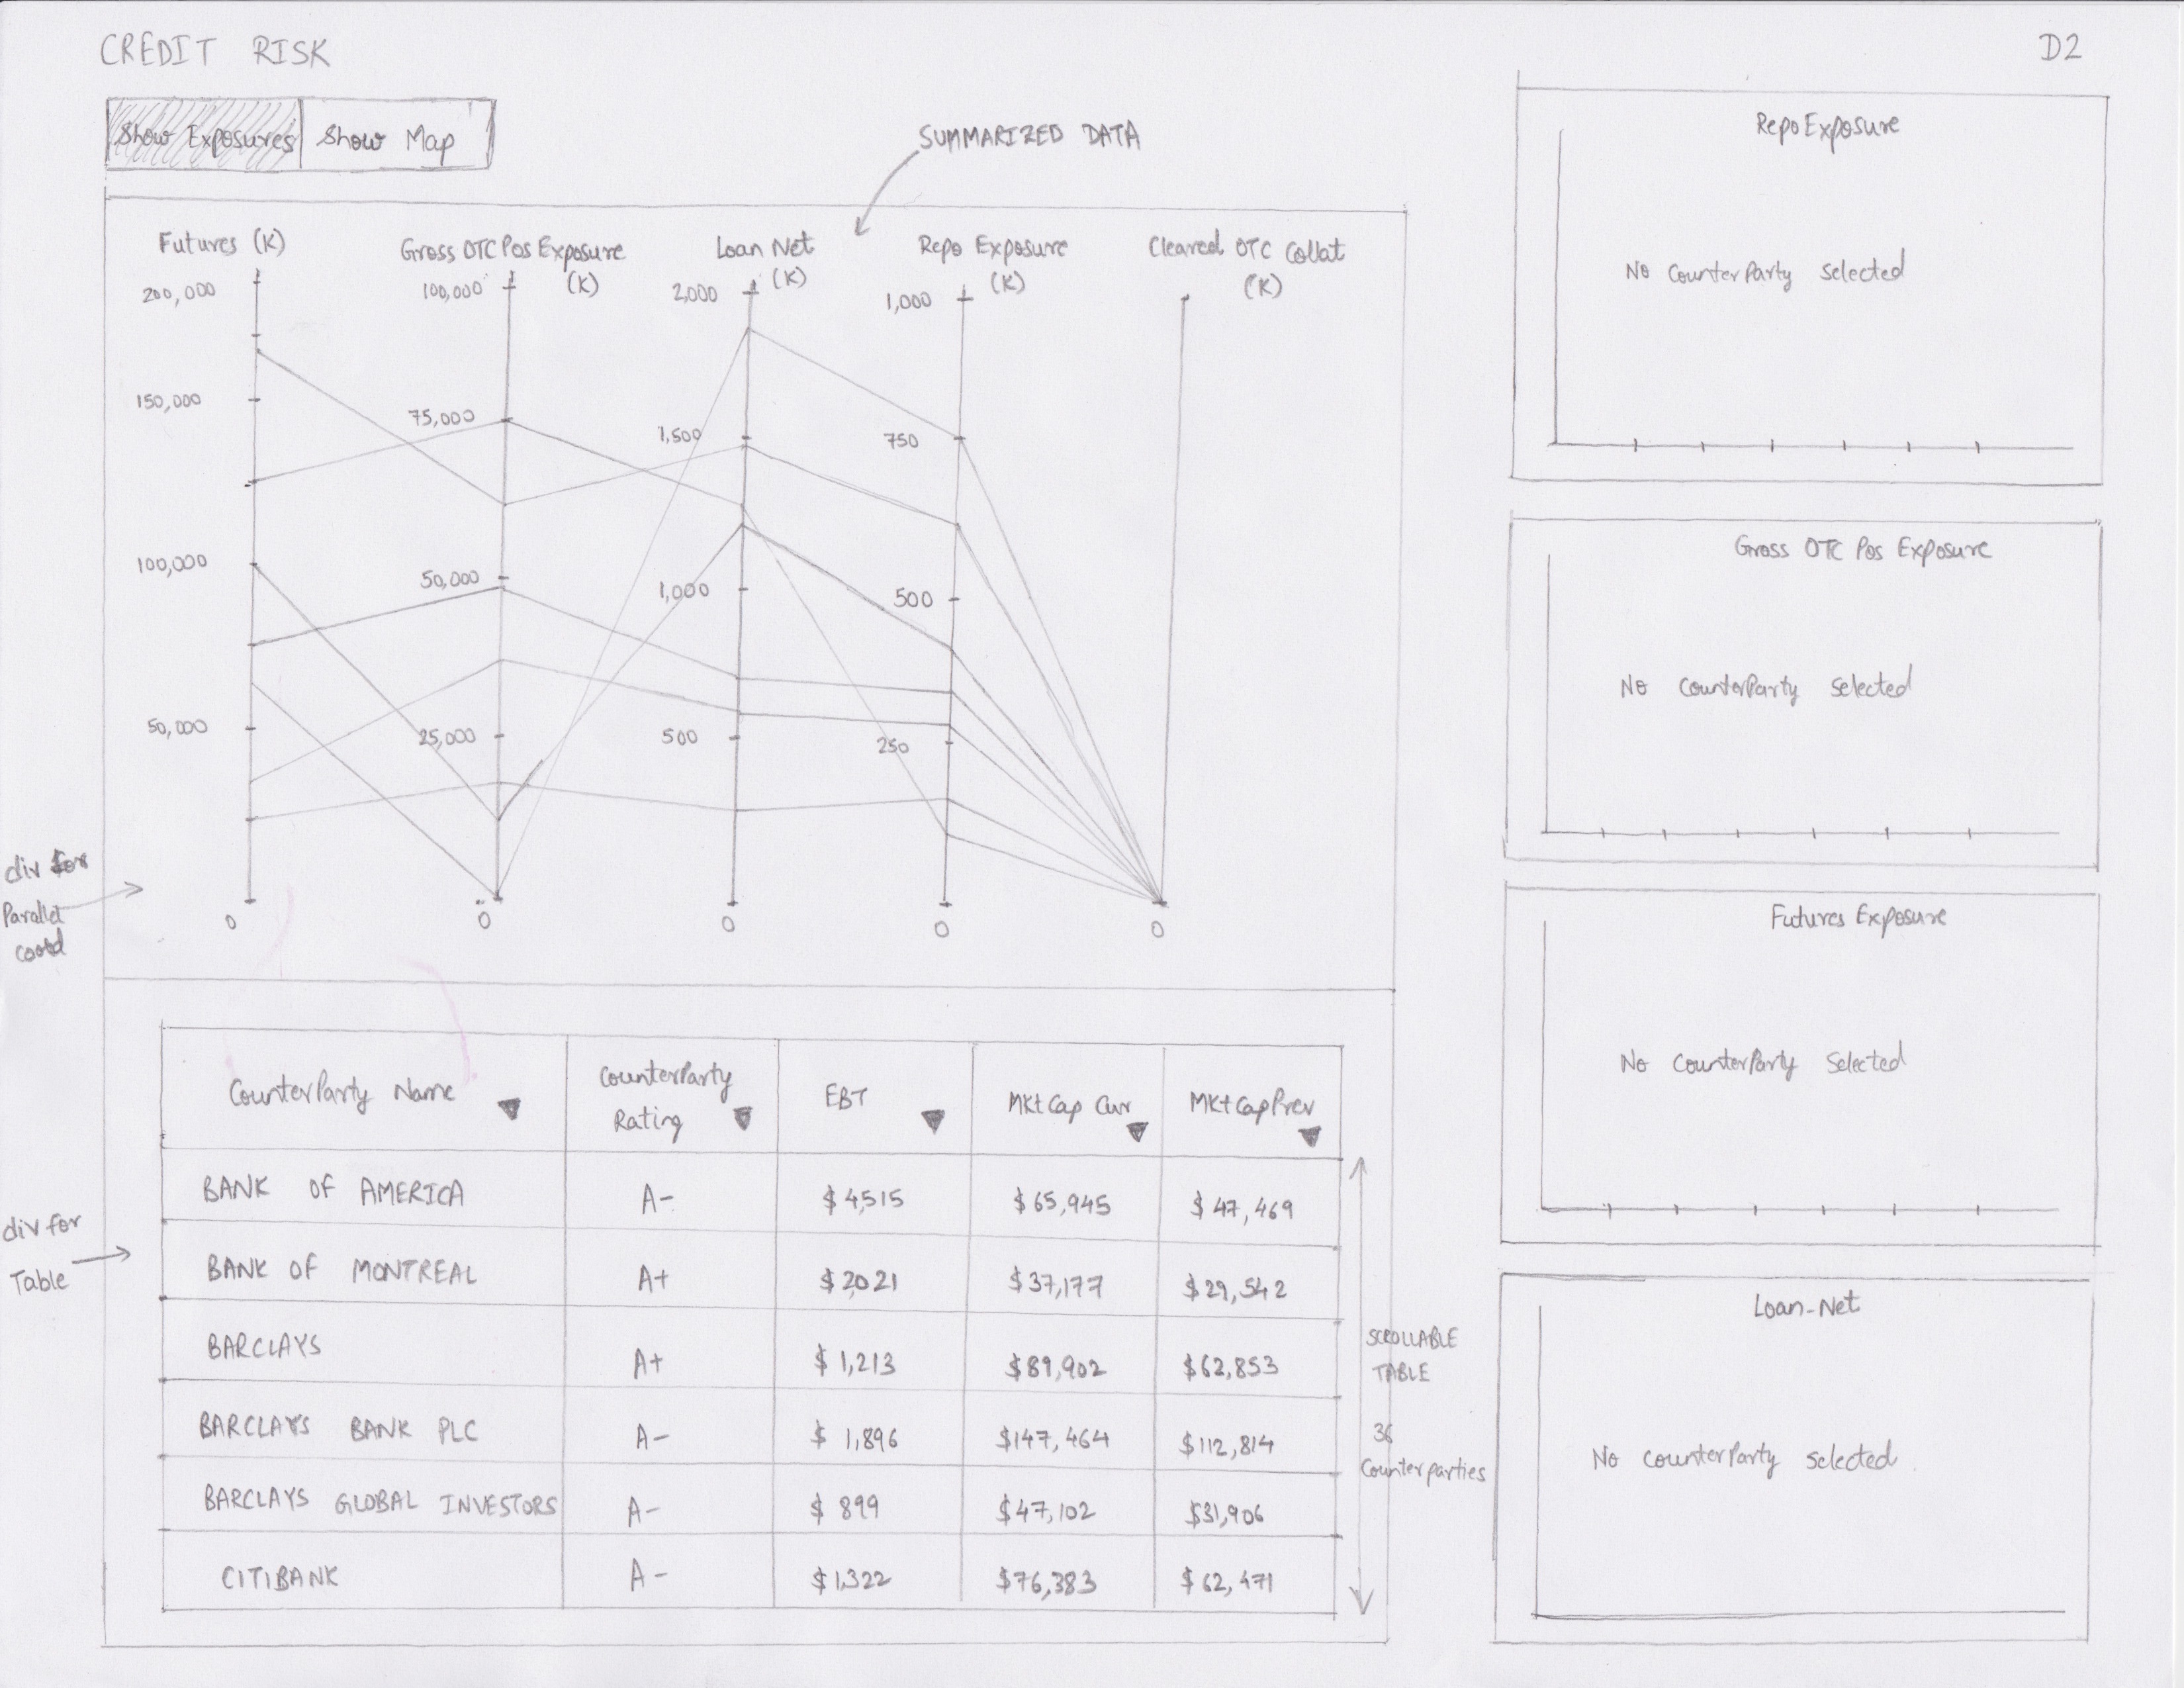 CREDIT RISK
D2
Show Exposures
Show Map
SUMMARIZED DATA
Futures (K)
Gross OTC Pos Exposure
(K)
Loan Net
(K)
Repo Exposure
(K)
Cleared OTC Collat
(K)
200,000
150,000
100,000
50,000
0
100,000
75,000
50,000
25,000
0
2,000
1,500
1,000
500
0
1,000
750
500
250
0
0
div for
Parallel
coord
CounterParty Name
CounterParty
Rating
EBT
MKt Cap Cur
MKt Cap Prev
BANK OF AMERICA A- $4,515 $65,945 $47,469
BANK OF MONTREAL A+ $2,021 $37,177 $29,542
BARCLAYS A+ $1,213 $89,902 $62,853
BARCLAYS BANK PLC A- $1,896 $147,464 $112,814
BARCLAYS GLOBAL INVESTORS A- $899 $47,102 $31,906
CITIBANK A- $1,322 $76,383 $62,471
div for
Table
SCROLLABLE
TABLE
36
Counterparties
Repo Exposure
No CounterParty Selected
Gross OTC Pos Exposure
No CounterParty Selected
Futures Exposure
No CounterParty Selected
Loan-Net
No counterParty selected